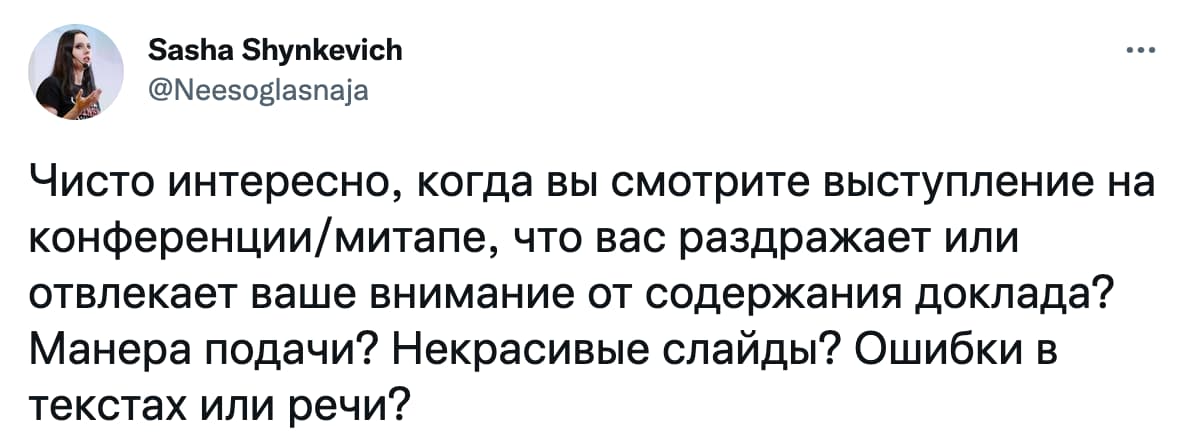 Sasha Shynkevich
@Neesoglasnaja
Чисто интересно, когда вы смотрите выступление на
конференции/митапе, что вас раздражает или
отвлекает ваше внимание от содержания доклада?
Манера подачи? Некрасивые слайды? Ошибки в
текстах или речи?